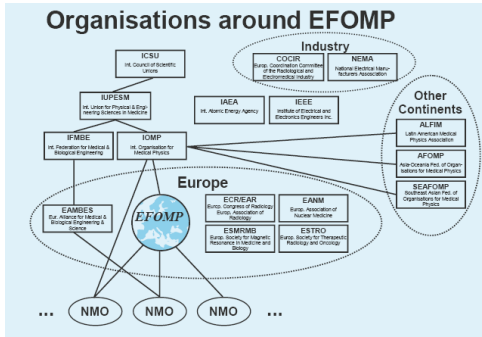 Organisations around EFOMP
ICSU
Int. Council of Scientific
Unions
Industry
COCIR
Europ. Coordination Committee
of the Radiological and
Electromedical Industry
NEMA
National Electrical Manu-
facturers Assosciation
IUPESM
Int. Union for Physical & Engi-
neering Sciences in Medicine
IAEA
Int. Atomic Energy Agency
IEEE
Institute of Electrical and
Electronics Engineers Inc.
Other
Continents
ALFIM
Latin American Medical
Physics Association
AFOMP
Asia-Oceania Fed. of Organ-
isations for Medical Physics
SEAFOMP
Southeast Asian Fed. of
Organisations for Medical
Physics
IFMBE
Int. Federation for Medical &
Biological Engineering
IOMP
Int. Organisation for
Medical Physics
Europe
EAMBES
Eur. Alliance for Medical &
Biological Engineering &
Science
EFOMP
ECR/EAR
Europ. Congress of Radiology
Europ. Association of
Radiology
EANM
Europ. Association of
Nuclear Medicine
ESMRMB
Europ. Society for Magnetic
Resonance in Medicine and
Biology
ESTRO
Europ. Society for Therapeutic
Radiology and Oncology
... NMO NMO NMO ...